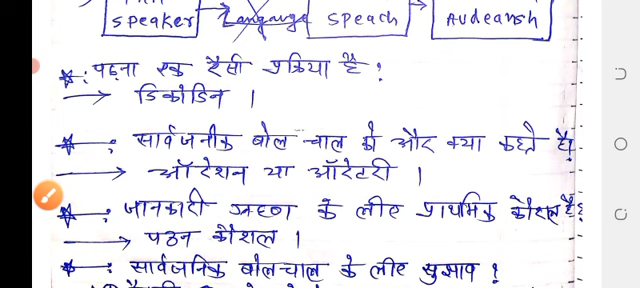 speaker → Langauge speach → Audeansh
*: पढ़ना एक ऐसी प्रक्रिया है ?
→ डिकोडिन ।
*: सार्वजनीक बोल चाल को और क्या कहते है?
→ ऑरेशन या ऑरेटरी ।
*: जानकारी ग्रहण के लीए प्राथमिक कौशल है?
→ पठन कौशल ।
*: सार्वजनिक बोलचाल के लीए सुझाव ?